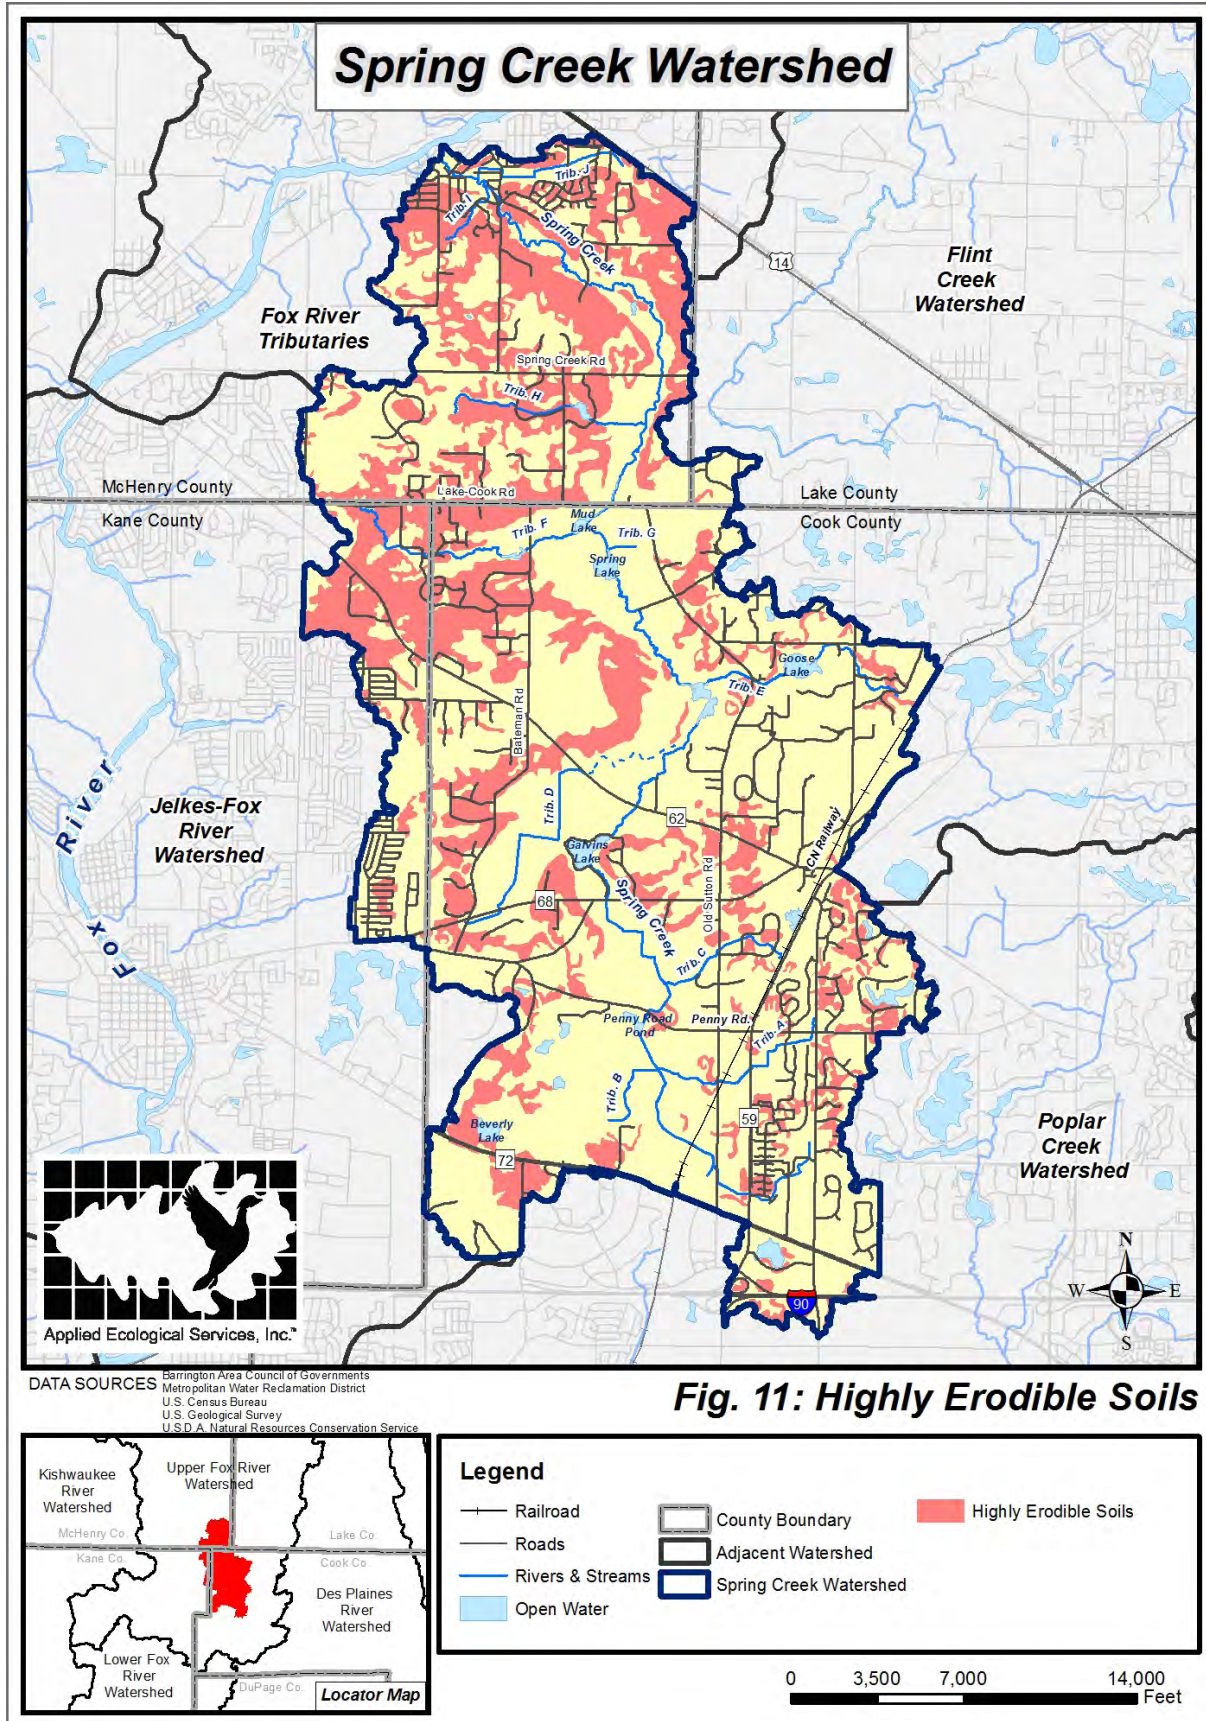 Spring Creek Watershed
Trib. J
Trib. I
Spring Creek
14
Flint
Creek
Watershed
Fox River
Tributaries
Spring Creek Rd
Trib. H
McHenry County
Lake-Cook Rd
Lake County
Kane County
Cook County
Mud
Lake
Trib. F
Trib. G
Spring
Lake
Goose
Lake
Trib. E
Bateman Rd
Trib. D
62
Fox River
Jelkes-Fox
River
Watershed
Galvins
Lake
CN Railway
Old Sutton Rd
68
Spring Creek
Trib. C
Penny Road
Pond
Penny Rd.
Trib. A
Trib. B
59
Beverly
Lake
72
Poplar
Creek
Watershed
N
W
E
S
90
Applied Ecological Services, Inc.™
DATA SOURCES
Barrington Area Council of Governments
Metropolitan Water Reclamation District
U.S. Census Bureau
U.S. Geological Survey
U.S.D.A. Natural Resources Conservation Service
Fig. 11: Highly Erodible Soils
Kishwaukee
River
Watershed
Upper Fox River
Watershed
McHenry Co.
Lake Co.
Kane Co.
Cook Co.
Des Plaines
River
Watershed
Lower Fox
River
Watershed
DuPage Co.
Locator Map
Legend
Railroad
Roads
Rivers & Streams
Open Water
County Boundary
Adjacent Watershed
Spring Creek Watershed
Highly Erodible Soils
0 3,500 7,000 14,000
Feet